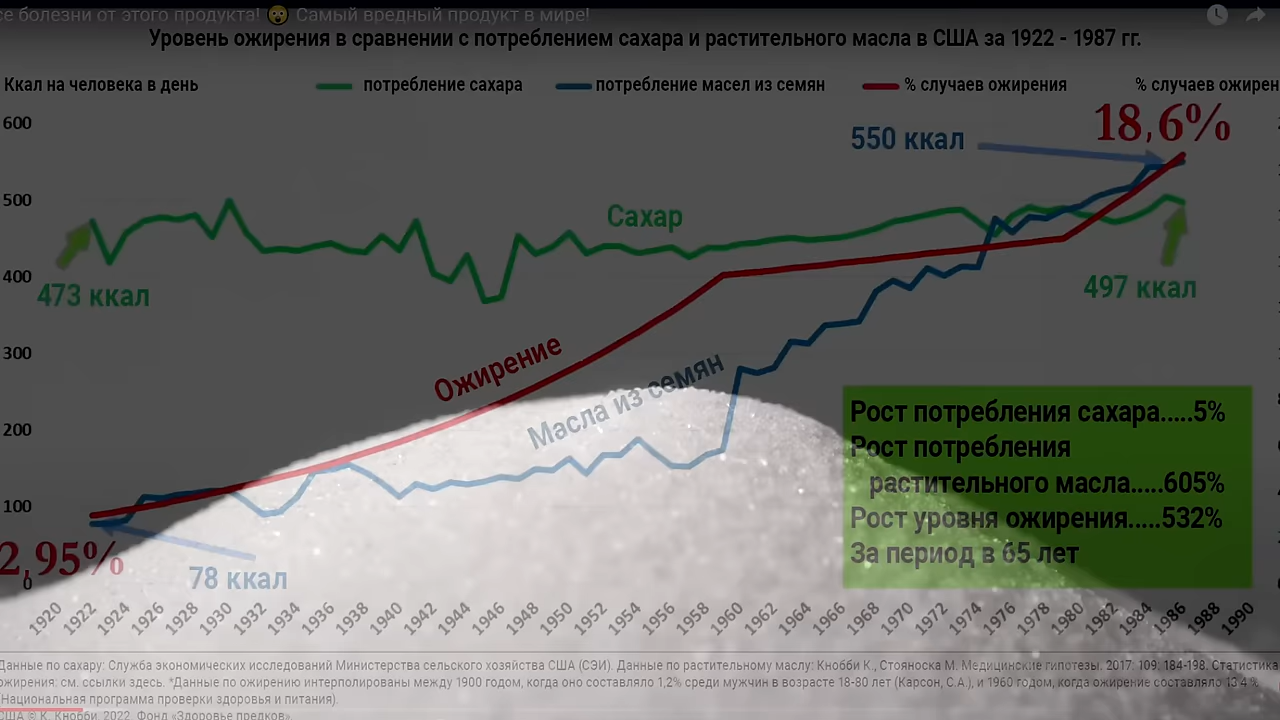 се болезни от этого продукта! 😲 Самый вредный продукт в мире!
Уровень ожирения в сравнении с потреблением сахара и растительного масла в США за 1922 - 1987 гг.
Ккал на человека в день потребление сахара потребление масел из семян % случаев ожирения % случаев ожирен
600
550 ккал
18,6%
500
Сахар
400
473 ккал
497 ккал
300
Ожирение
Масла из семян
200
100
0
2,95%
78 ккал
Рост потребления сахара.....5%
Рост потребления
растительного масла.....605%
Рост уровня ожирения.....532%
За период в 65 лет
1920 1922 1924 1926 1928 1930 1932 1934 1936 1938 1940 1942 1944 1946 1948 1950 1952 1954 1956 1958 1960 1962 1964 1966 1968 1970 1972 1974 1976 1978 1980 1982 1984 1986 1988 1990
Данные по сахару: Служба экономических исследований Министерства сельского хозяйства США (СЭИ). Данные по растительному маслу: Кнобби К., Стояноска М. Медицинские гипотезы. 2017: 109: 184-198. Статистика
ожирения: см. ссылки здесь. *Данные по ожирению интерполированы между 1900 годом, когда оно составляло 1,2% среди мужчин в возрасте 18-80 лет (Карсон, С.А.), и 1960 годом, когда ожирение составляло 13.4 %
(Национальная программа проверки здоровья и питания).
США © К. Кнобби, 2022. Фонд «Здоровье предков».